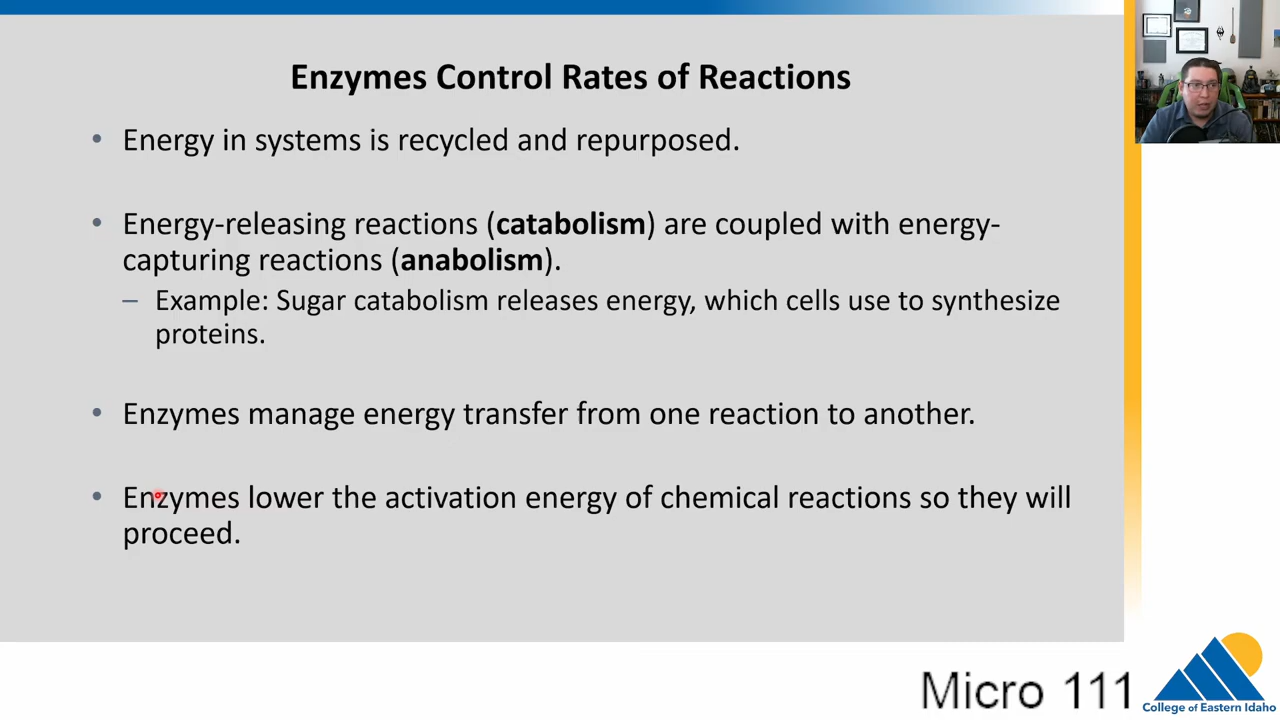 Enzymes Control Rates of Reactions
• Energy in systems is recycled and repurposed.
• Energy-releasing reactions (catabolism) are coupled with energy-
capturing reactions (anabolism).
– Example: Sugar catabolism releases energy, which cells use to synthesize
proteins.
• Enzymes manage energy transfer from one reaction to another.
• Enzymes lower the activation energy of chemical reactions so they will
proceed.
Micro 111
College of Eastern Idaho